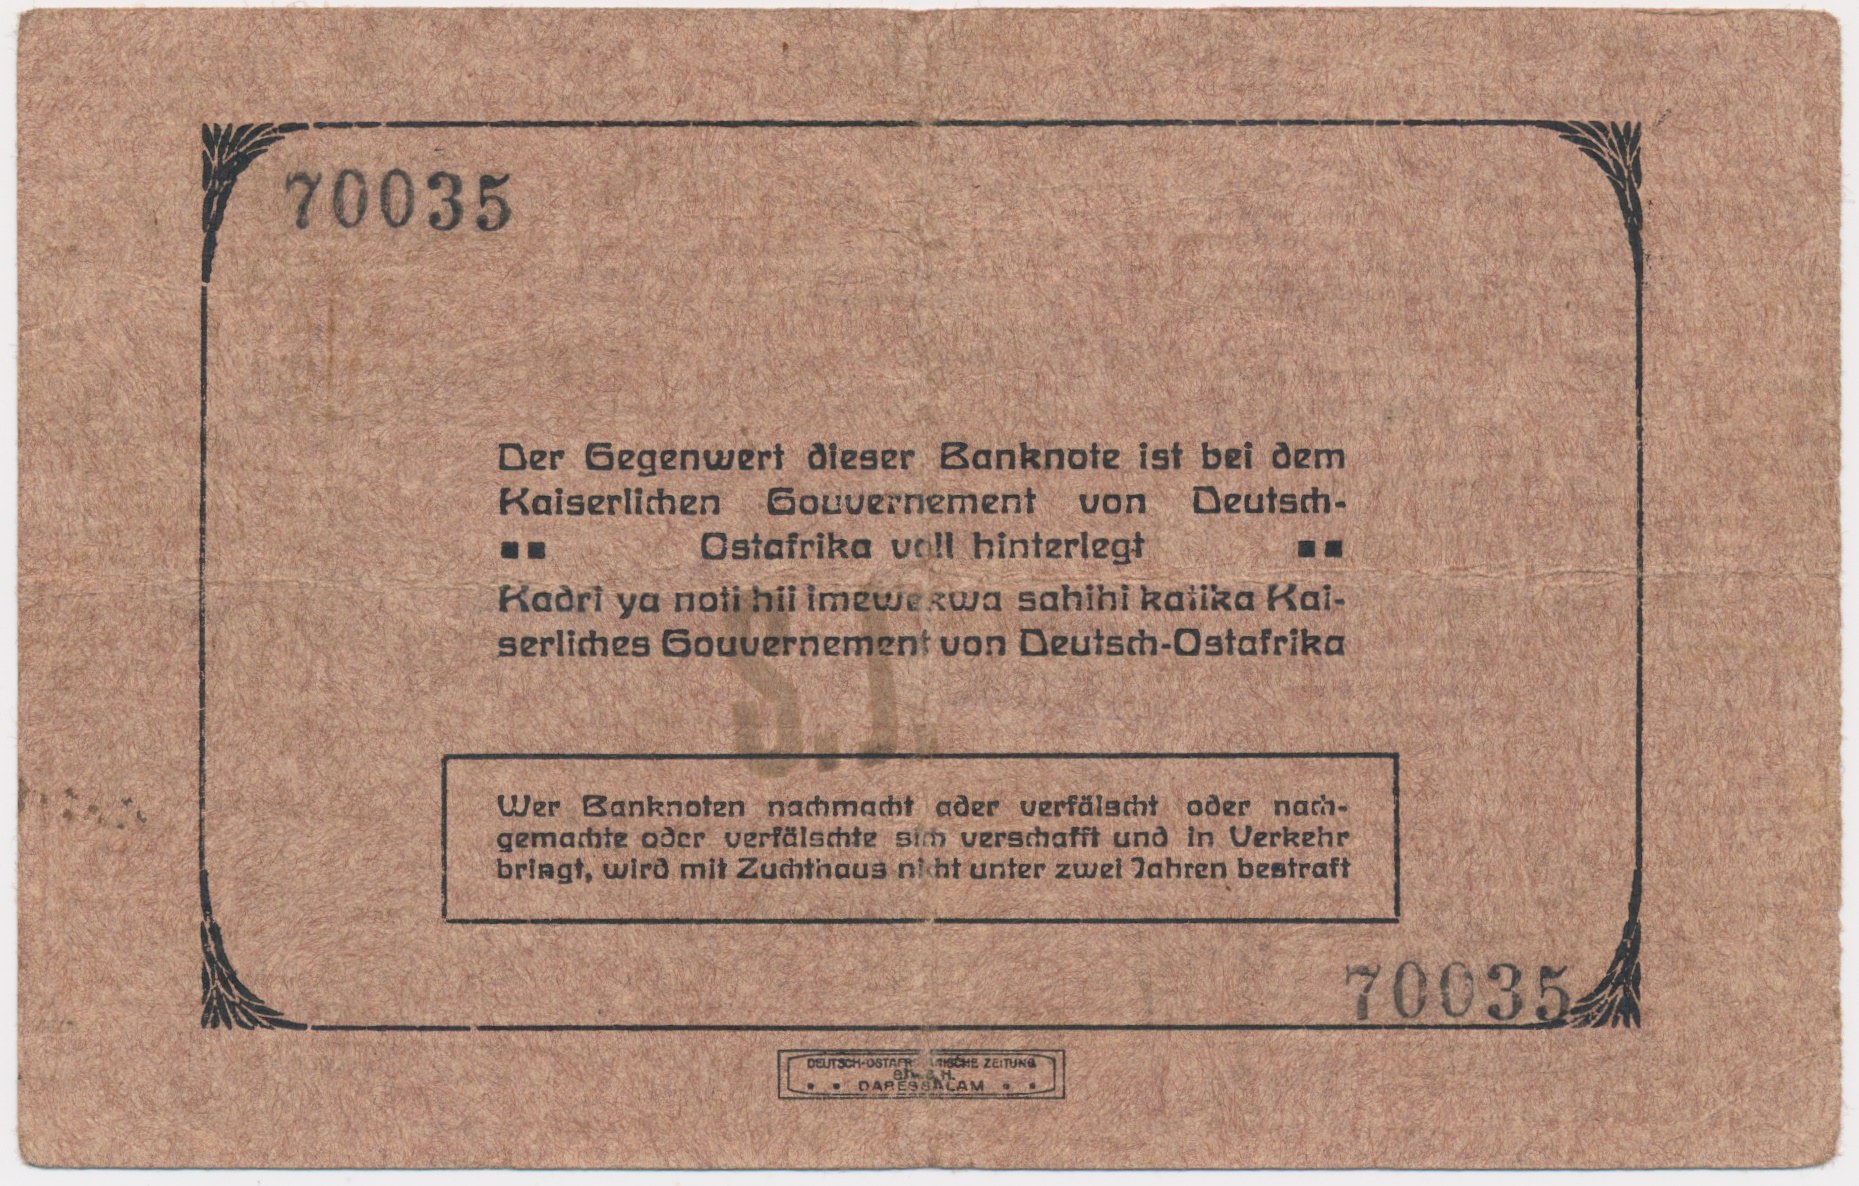 70035
Der Gegenwert dieser Banknote ist bei dem
Kaiserlichen Gouvernement von Deutsch-
Ostafrika voll hinterlegt
Kadri ya noti hii imewekwa sahihi katika Kai-
serliches Gouvernement von Deutsch-Ostafrika
S.J.
Wer Banknoten nachmacht oder verfälscht oder nach-
gemachte oder verfälschte sich verschafft und in Verkehr
bringt, wird mit Zuchthaus nicht unter zwei Jahren bestraft
70035
DEUTSCH-OSTAFRIKANISCHE ZEITUNG
DARESSALAM